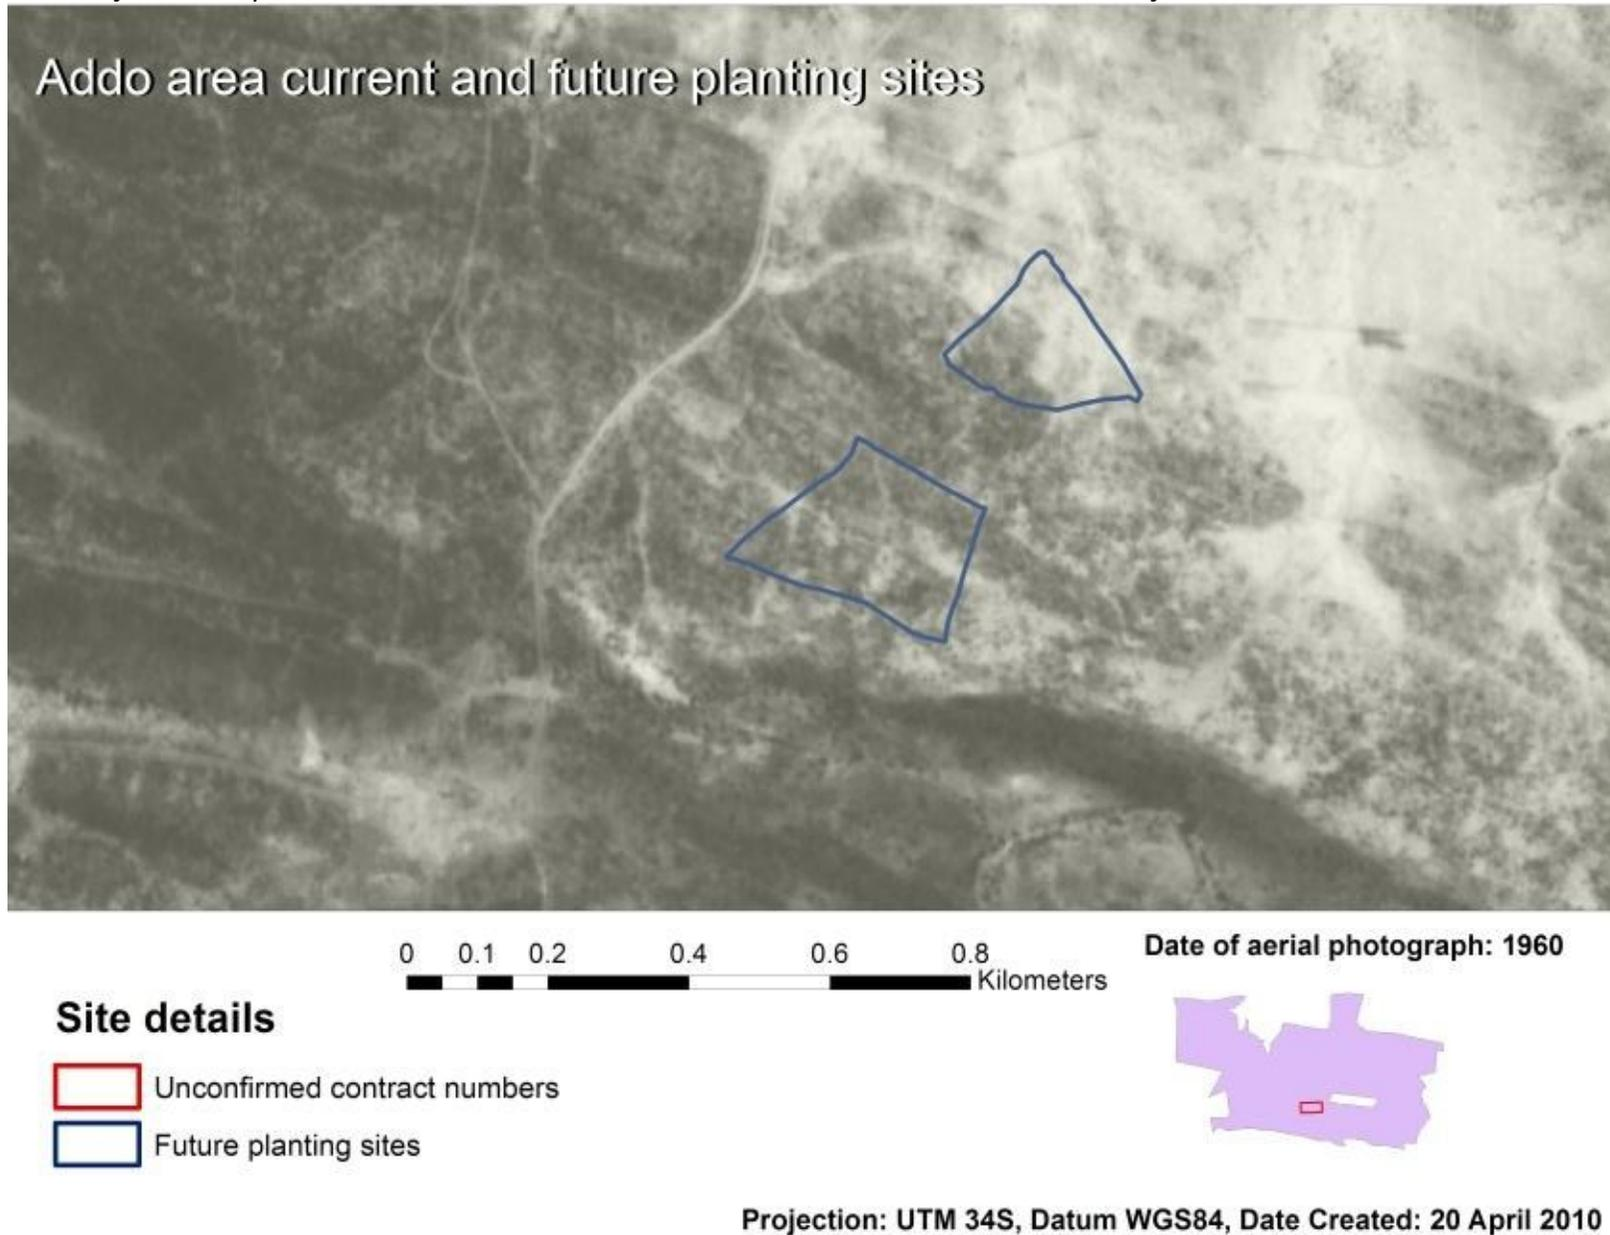 Addo area current and future planting sites
0 0.1 0.2 0.4 0.6 0.8
Kilometers
Date of aerial photograph: 1960
Site details
Unconfirmed contract numbers
Future planting sites
Projection: UTM 34S, Datum WGS84, Date Created: 20 April 2010